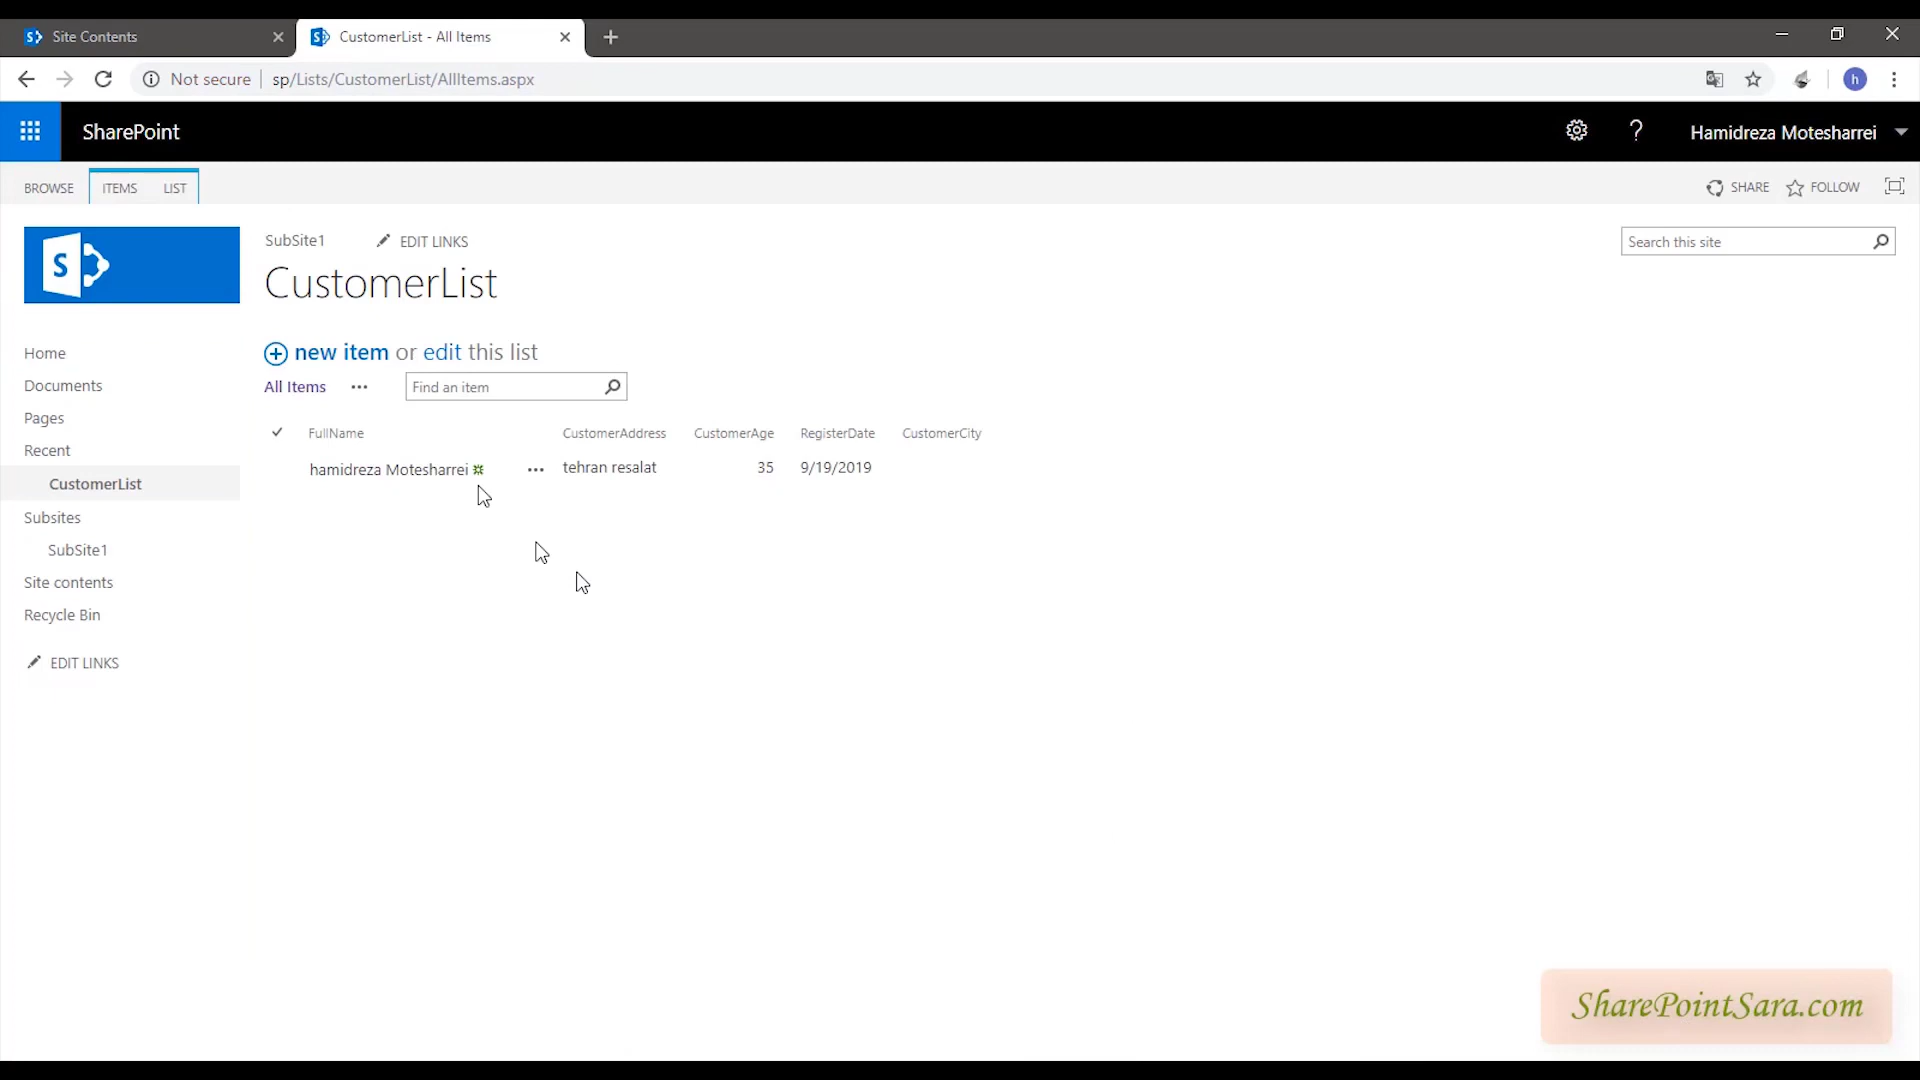 Site Contents
CustomerList - All Items
Not secure
sp/Lists/CustomerList/AllItems.aspx
h
SharePoint
?
Hamidreza Motesharrei
BROWSE
ITEMS
LIST
SHARE
FOLLOW
S
SubSite1
EDIT LINKS
Search this site
CustomerList
new item or edit this list
All Items
Find an item
FullName
CustomerAddress
CustomerAge
RegisterDate
CustomerCity
hamidreza Motesharrei
tehran resalat
35
9/19/2019
Home
Documents
Pages
Recent
CustomerList
Subsites
SubSite1
Site contents
Recycle Bin
EDIT LINKS
SharePointSara.com